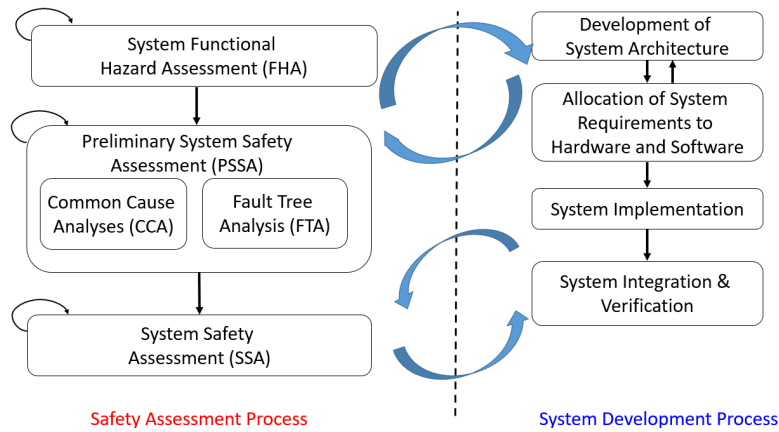 System Functional
Hazard Assessment (FHA)
Preliminary System Safety
Assessment (PSSA)
Common Cause
Analyses (CCA)
Fault Tree
Analysis (FTA)
System Safety
Assessment (SSA)
Safety Assessment Process
Development of
System Architecture
Allocation of System
Requirements to
Hardware and Software
System Implementation
System Integration &
Verification
System Development Process